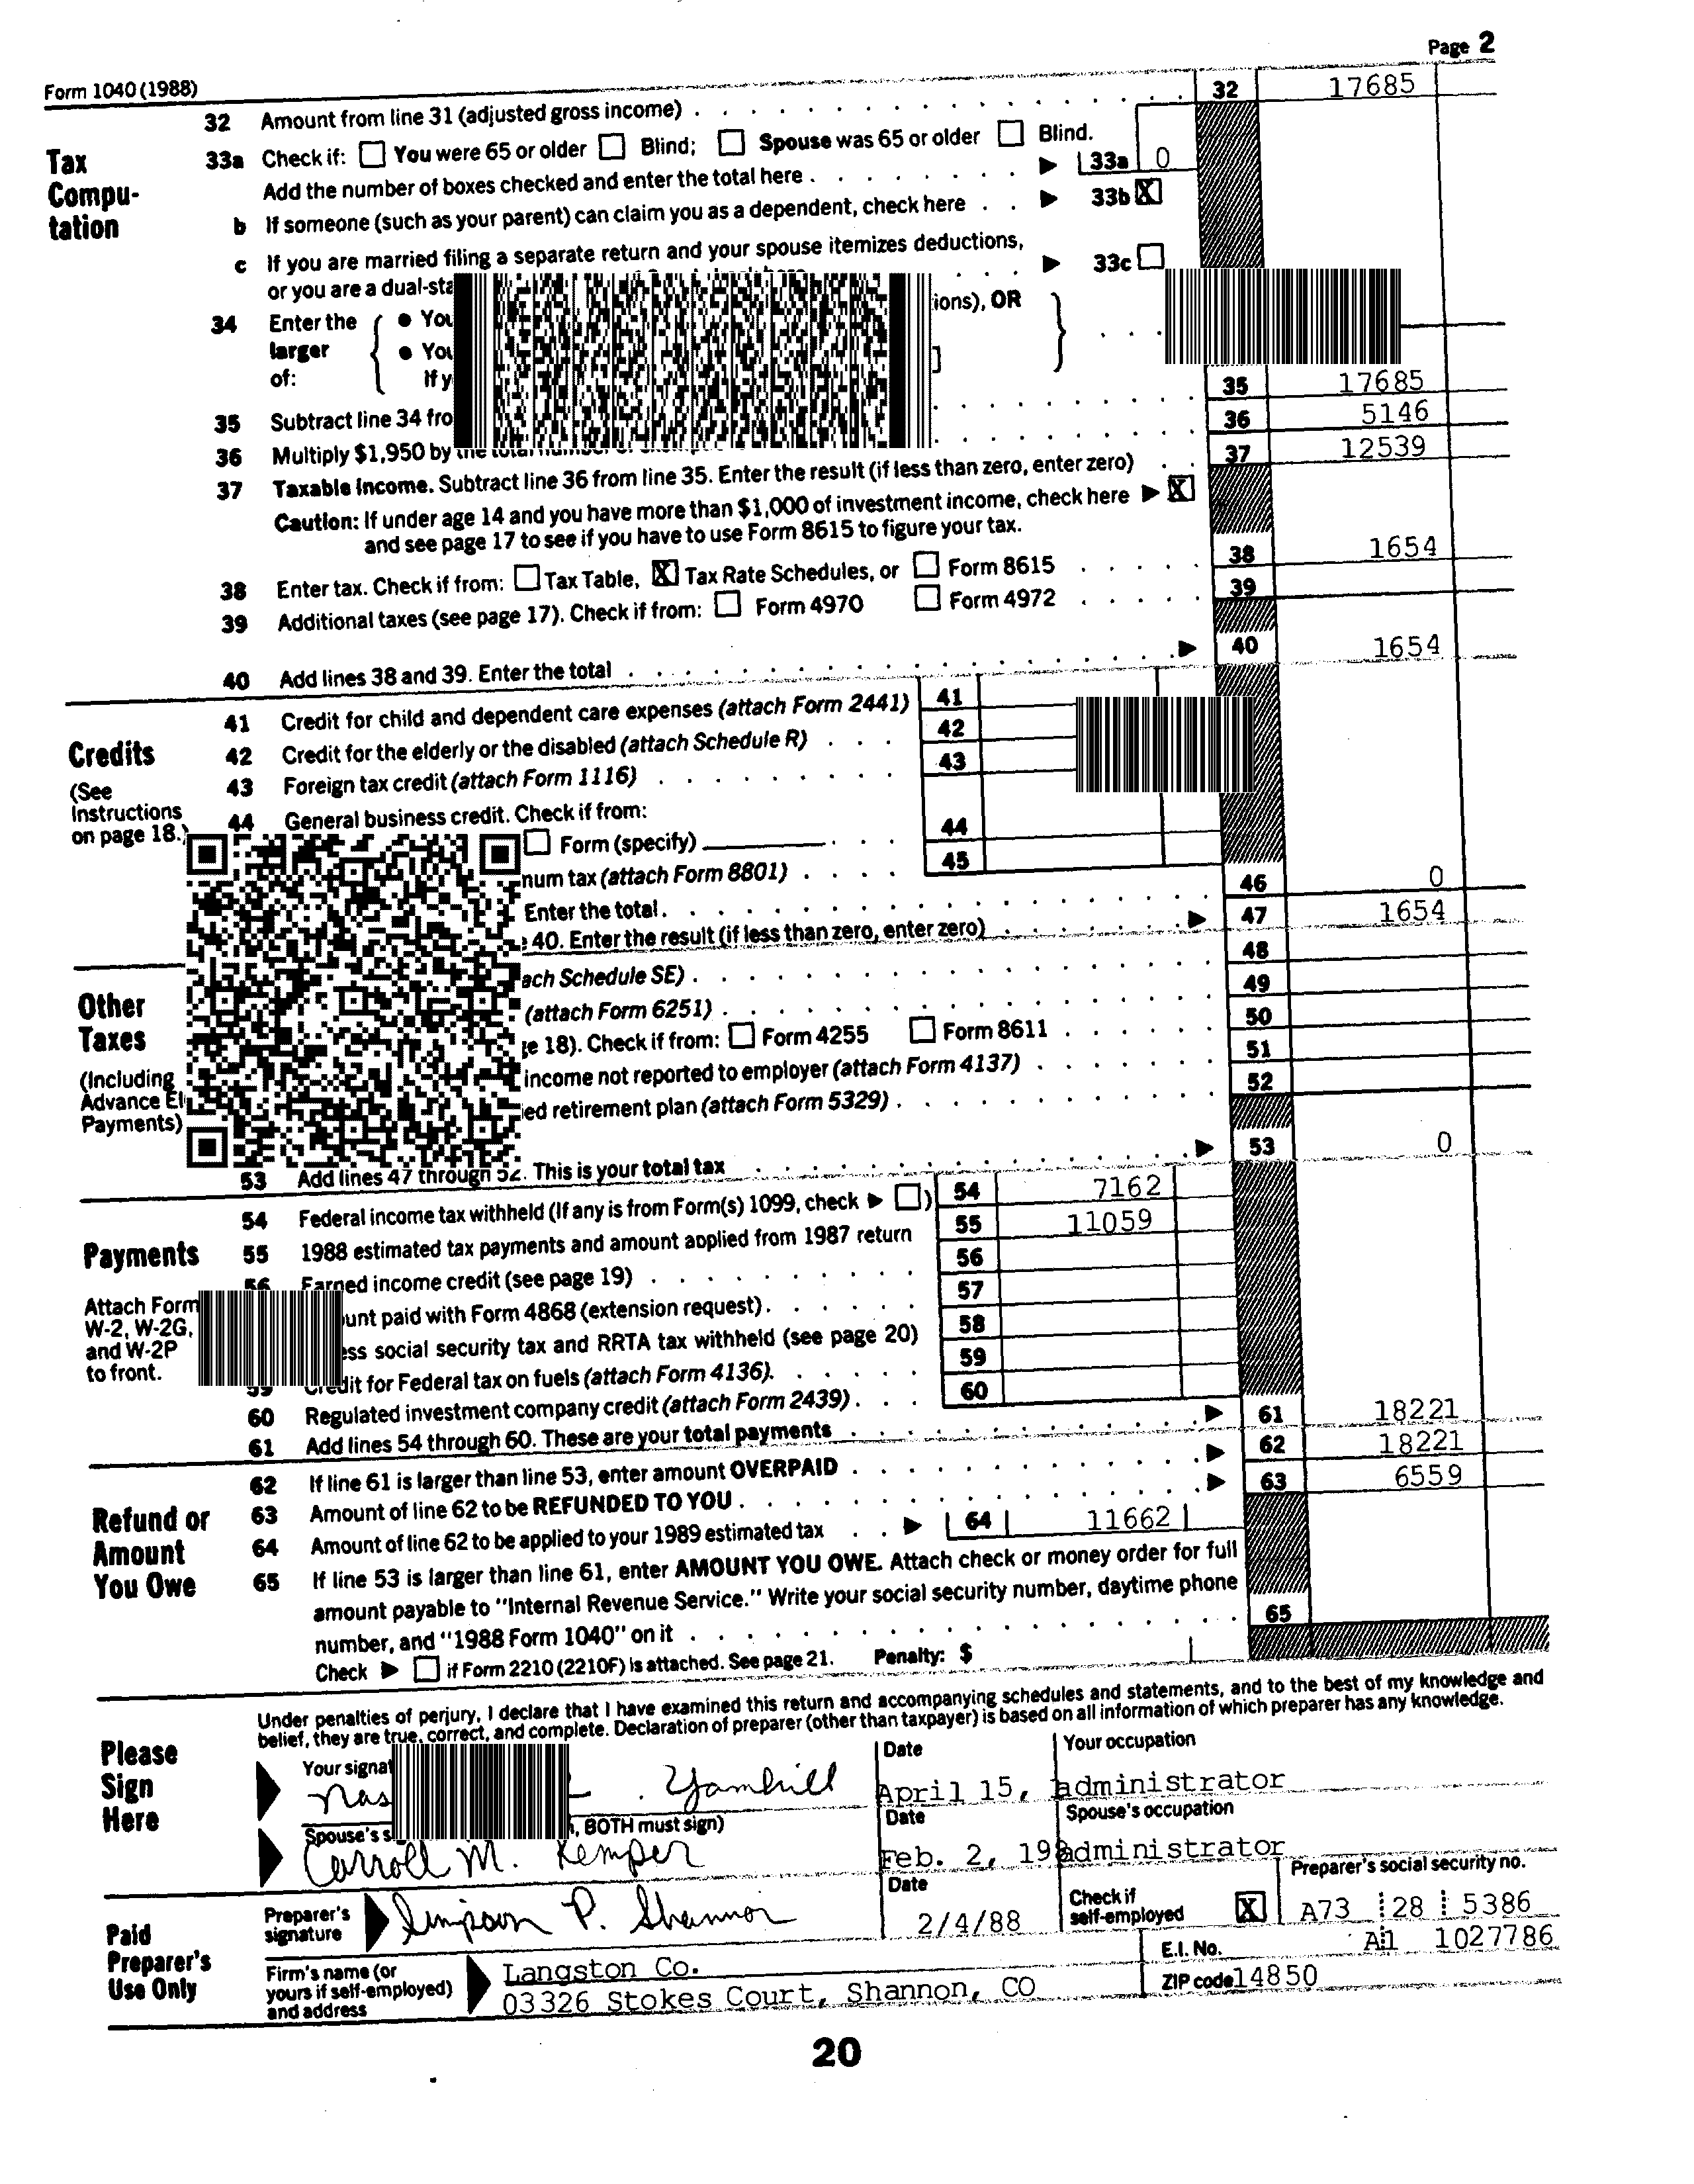 Page 2
Form 1040 (1988)
32 Amount from line 31 (adjusted gross income) 32 17685
Tax Compu- tation
33a Check if: You were 65 or older Blind; Spouse was 65 or older Blind.
Add the number of boxes checked and enter the total here 33a 0
b If someone (such as your parent) can claim you as a dependent, check here 33b X
c If you are married filing a separate return and your spouse itemizes deductions,
or you are a dual-sta 33c
34 Enter the larger of:
● You ions), OR
● You
If y
35 Subtract line 34 fro 35 17685
36 Multiply $1,950 by the total number of 36 5146
37 Taxable income. Subtract line 36 from line 35. Enter the result (if less than zero, enter zero) 37 12539
Caution: If under age 14 and you have more than $1,000 of investment income, check here ▶ X
and see page 17 to see if you have to use Form 8615 to figure your tax.
38 Enter tax. Check if from: Tax Table, X Tax Rate Schedules, or Form 8615 38 1654
39 Additional taxes (see page 17). Check if from: Form 4970 Form 4972 39
40 Add lines 38 and 39. Enter the total ▶ 40 1654
Credits
(See Instructions on page 18.)
41 Credit for child and dependent care expenses (attach Form 2441) 41
42 Credit for the elderly or the disabled (attach Schedule R) 42
43 Foreign tax credit (attach Form 1116) 43
44 General business credit. Check if from:
Form (specify) 44
num tax (attach Form 8801) 45
Enter the total 46 0
40. Enter the result (if less than zero, enter zero) ▶ 47 1654
Other Taxes
(Including Advance EI Payments)
ach Schedule SE) 48
(attach Form 6251) 49
ge 18). Check if from: Form 4255 Form 8611 50
income not reported to employer (attach Form 4137) 51
ed retirement plan (attach Form 5329) 52
53 Add lines 47 through 52. This is your total tax ▶ 53 0
Payments
Attach Form W-2, W-2G, and W-2P to front.
54 Federal income tax withheld (If any is from Form(s) 1099, check ▶ ) 54 7162
55 1988 estimated tax payments and amount applied from 1987 return 55 11059
56 Earned income credit (see page 19) 56
unt paid with Form 4868 (extension request) 57
ess social security tax and RRTA tax withheld (see page 20) 58
59 Credit for Federal tax on fuels (attach Form 4136) 59
60 Regulated investment company credit (attach Form 2439) 60
61 Add lines 54 through 60. These are your total payments ▶ 61 18221
Refund or Amount You Owe
62 If line 61 is larger than line 53, enter amount OVERPAID ▶ 62 18221
63 Amount of line 62 to be REFUNDED TO YOU ▶ 63 6559
64 Amount of line 62 to be applied to your 1989 estimated tax ▶ 64 11662
65 If line 53 is larger than line 61, enter AMOUNT YOU OWE. Attach check or money order for full
amount payable to "Internal Revenue Service." Write your social security number, daytime phone
number, and "1988 Form 1040" on it 65
Check ▶ if Form 2210 (2210F) is attached. See page 21. Penalty: $
Under penalties of perjury, I declare that I have examined this return and accompanying schedules and statements, and to the best of my knowledge and
belief, they are true, correct, and complete. Declaration of preparer (other than taxpayer) is based on all information of which preparer has any knowledge.
Please Sign Here
Your signat Date Your occupation
Nas Yamhill April 15, administrator
Spouse's s , BOTH must sign) Date Spouse's occupation
Carroll M. Kemper Feb. 2, 198 administrator
Paid Preparer's Use Only
Preparer's signature Simpson P. Shannon Date 2/4/88 Check if self-employed X Preparer's social security no. A73 28 5386
Firm's name (or yours if self-employed) and address
Langston Co. E.I. No. A1 1027786
03326 Stokes Court, Shannon, CO ZIP code 14850
20